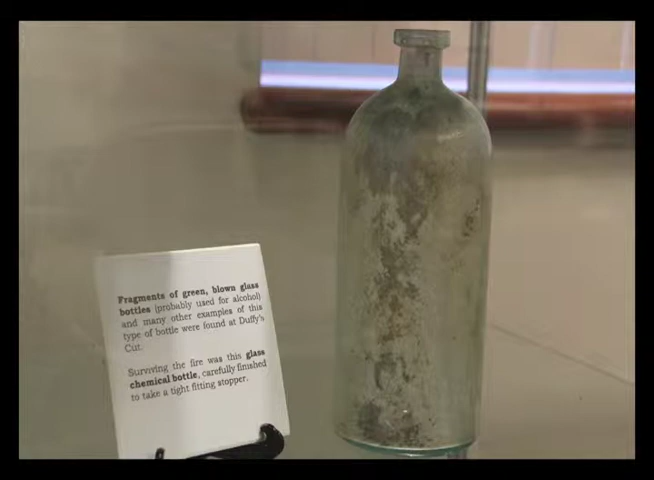 Fragments of green, blown glass
bottles (probably used for alcohol)
and many other examples of this
type of bottle were found at Duffy's
Cut.
Surviving the fire was this glass
chemical bottle, carefully finished
to take a tight fitting stopper.